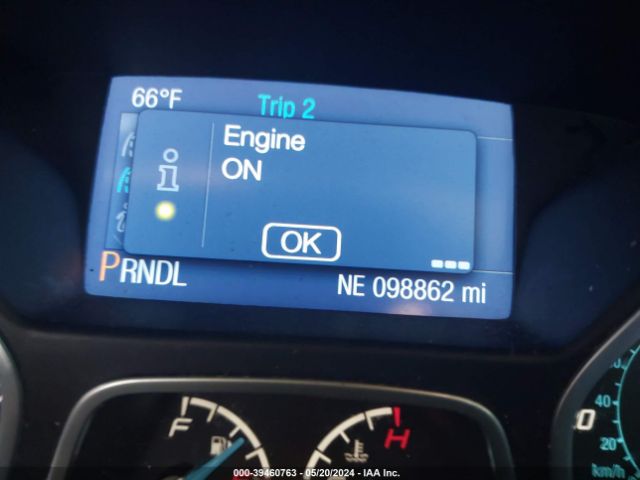 66°F
Trip 2
Engine
ON
OK
PRNDL
NE 098862 mi
F
H
40
20
0
km/h
000-39460763 - 05/20/2024 - IAA Inc.